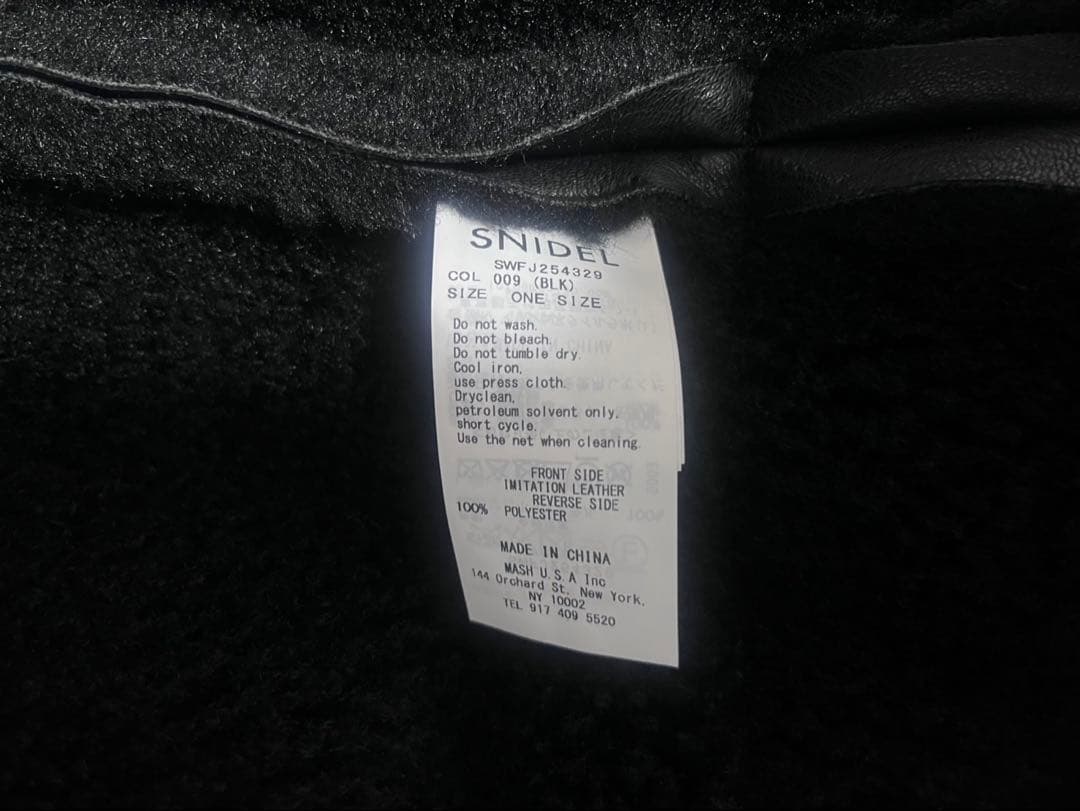 SNIDEL
SWFJ254329
COL 009 (BLK)
SIZE ONE SIZE
Do not wash.
Do not bleach.
Do not tumble dry.
Cool iron,
use press cloth.
Dryclean,
petroleum solvent only.
short cycle.
Use the net when cleaning.
FRONT SIDE
IMITATION LEATHER
REVERSE SIDE
100% POLYESTER
MADE IN CHINA
MASH U.S.A Inc
144 Orchard St. New York,
NY 10002
TEL 917 409 5520